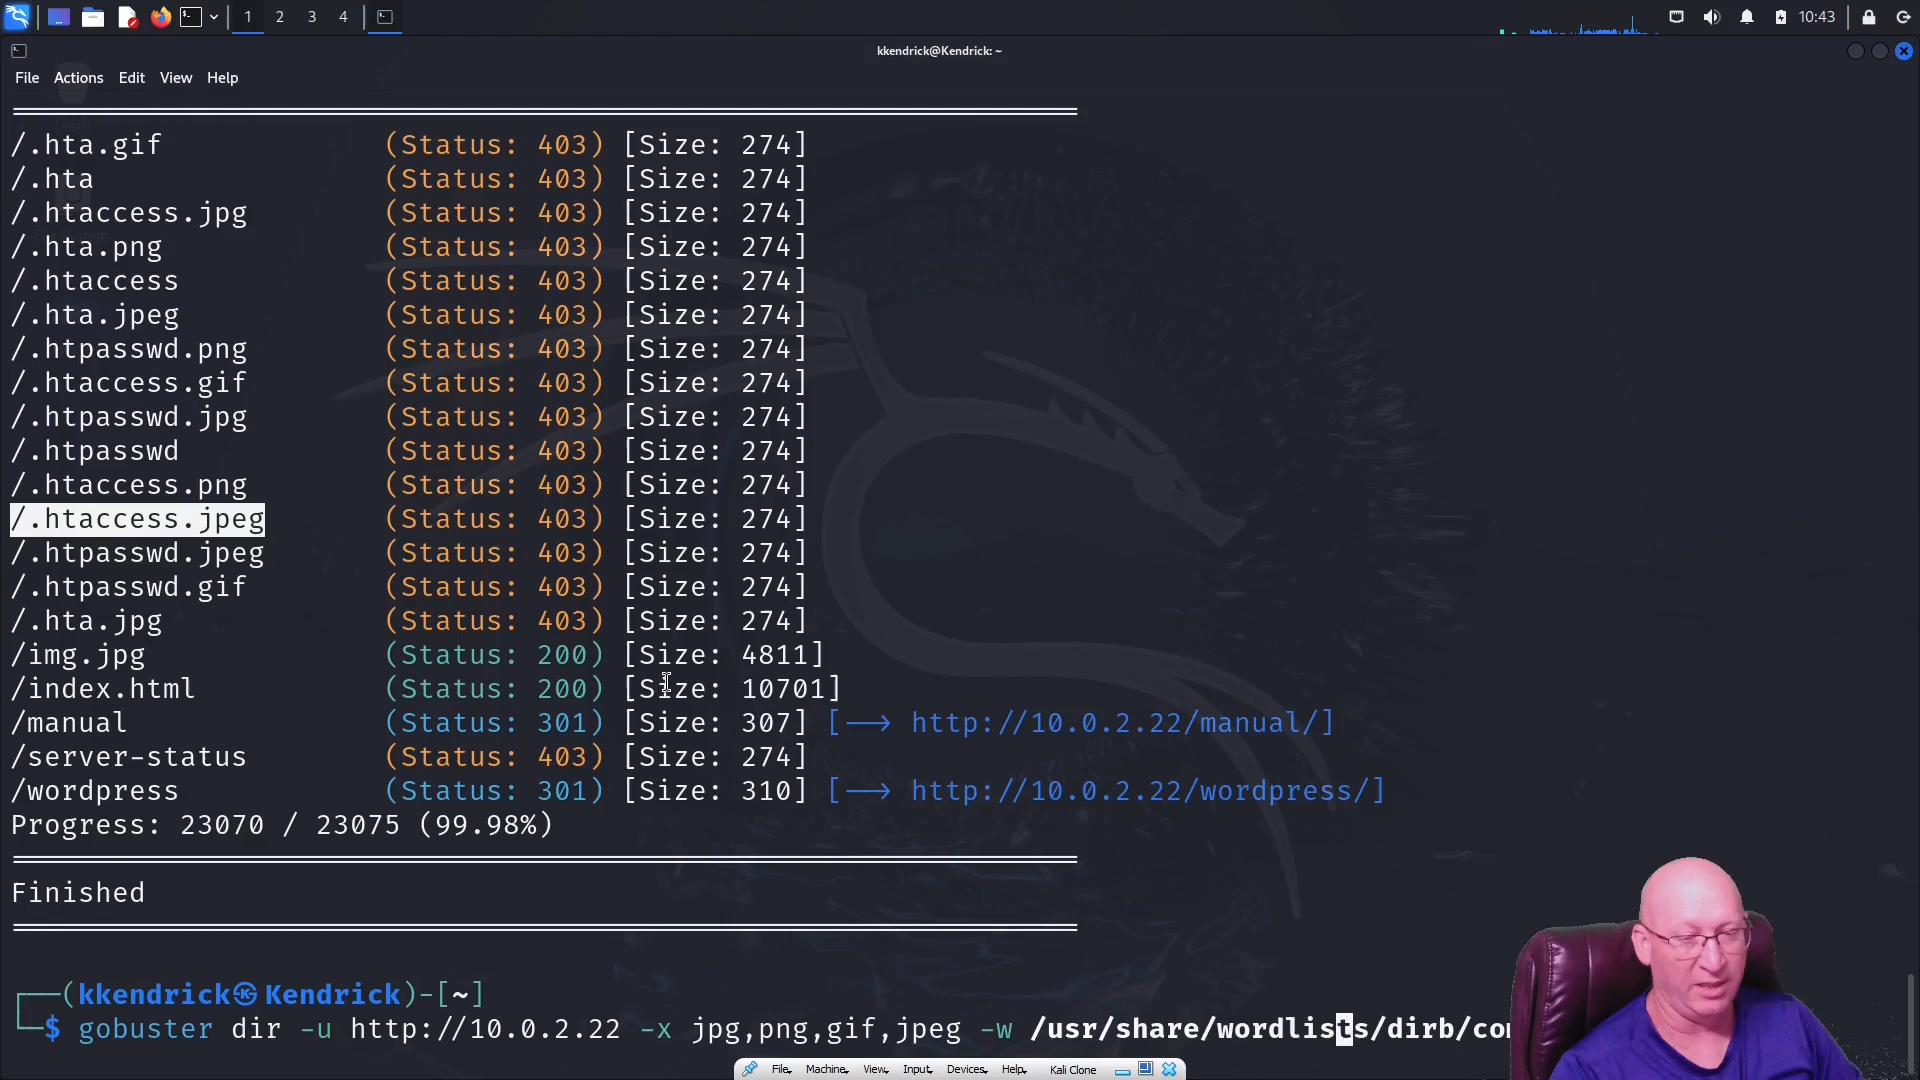 1 2 3 4
10:43
kkendrick@Kendrick: ~
File Actions Edit View Help
/.hta.gif (Status: 403) [Size: 274]
/.hta (Status: 403) [Size: 274]
/.htaccess.jpg (Status: 403) [Size: 274]
/.hta.png (Status: 403) [Size: 274]
/.htaccess (Status: 403) [Size: 274]
/.hta.jpeg (Status: 403) [Size: 274]
/.htpasswd.png (Status: 403) [Size: 274]
/.htaccess.gif (Status: 403) [Size: 274]
/.htpasswd.jpg (Status: 403) [Size: 274]
/.htpasswd (Status: 403) [Size: 274]
/.htaccess.png (Status: 403) [Size: 274]
/.htaccess.jpeg (Status: 403) [Size: 274]
/.htpasswd.jpeg (Status: 403) [Size: 274]
/.htpasswd.gif (Status: 403) [Size: 274]
/.hta.jpg (Status: 403) [Size: 274]
/img.jpg (Status: 200) [Size: 4811]
/index.html (Status: 200) [Size: 10701]
/manual (Status: 301) [Size: 307] [--> http://10.0.2.22/manual/]
/server-status (Status: 403) [Size: 274]
/wordpress (Status: 301) [Size: 310] [--> http://10.0.2.22/wordpress/]
Progress: 23070 / 23075 (99.98%)
Finished
┌──(kkendrick㉿Kendrick)-[~]
└─$ gobuster dir -u http://10.0.2.22 -x jpg,png,gif,jpeg -w /usr/share/wordlists/dirb/co
File Machine View Input Devices Help Kali Clone